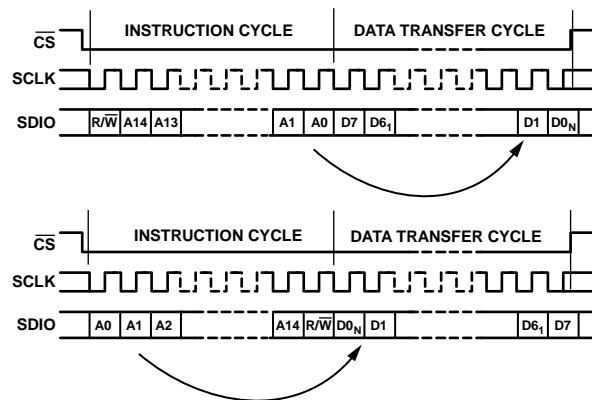 INSTRUCTION CYCLE DATA TRANSFER CYCLE
CS
SCLK
SDIO R/W A14 A13 A1 A0 D7 D6₁ D1 D0ₙ
INSTRUCTION CYCLE DATA TRANSFER CYCLE
CS
SCLK
SDIO A0 A1 A2 A14 R/W D0ₙ D1 D6₁ D7